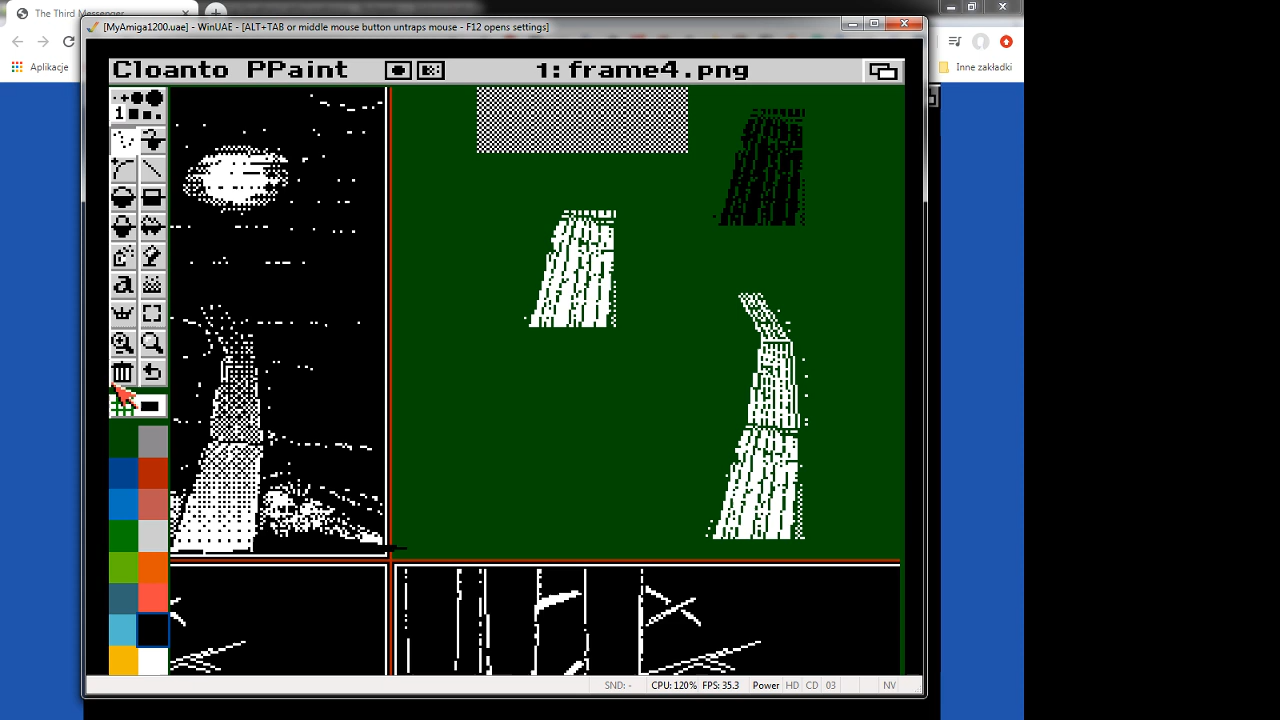 The Third Messenger
[MyAmiga1200.uae] - WinUAE - [ALT+TAB or middle mouse button untraps mouse - F12 opens settings]
Aplikacje
Inne zakładki
Cloanto PPaint
1:frame4.png
1
a
SND: -
CPU: 120%
FPS: 35.3
Power
HD
CD
03
NV